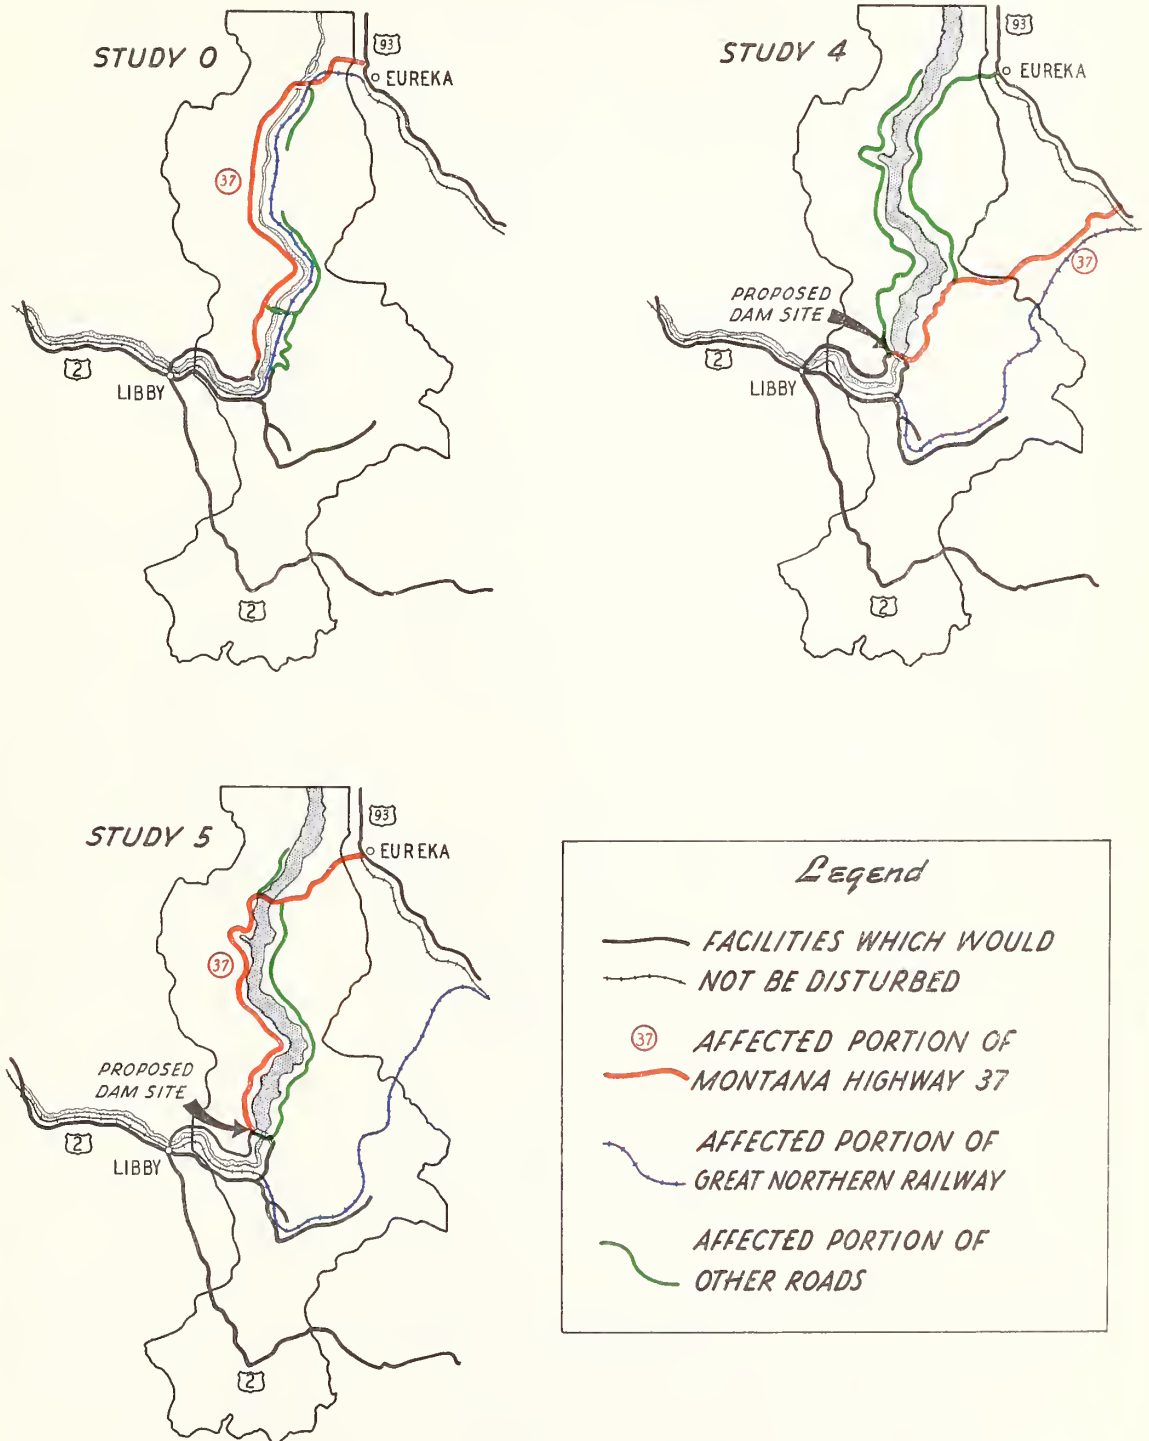 STUDY 0
93
EUREKA
37
2
LIBBY
2
STUDY 4
93
EUREKA
37
PROPOSED
DAM SITE
2
LIBBY
2
STUDY 5
93
EUREKA
37
PROPOSED
DAM SITE
2
LIBBY
2
Legend
FACILITIES WHICH WOULD
NOT BE DISTURBED
37 AFFECTED PORTION OF
MONTANA HIGHWAY 37
AFFECTED PORTION OF
GREAT NORTHERN RAILWAY
AFFECTED PORTION OF
OTHER ROADS